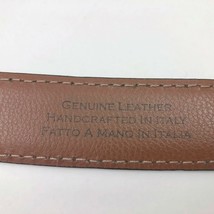 Genuine Leather
Handcrafted In Italy
Fatto A Mano In Italia